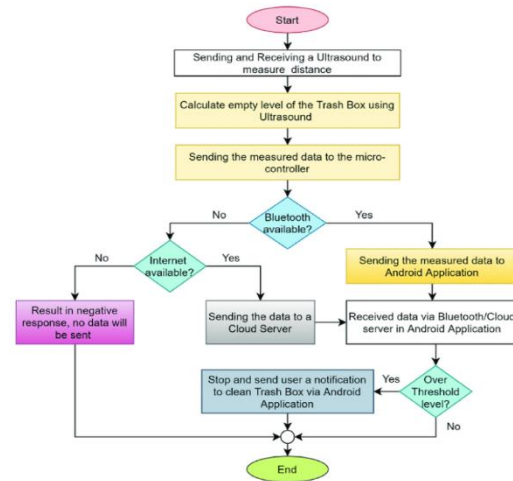 Start
Sending and Receiving a Ultrasound to
measure distance
Calculate empty level of the Trash Box using
Ultrasound
Sending the measured data to the micro-
controller
No
Bluetooth
available?
Yes
No
Internet
available?
Yes
Sending the measured data to
Android Application
Result in negative
response, no data will
be sent
Sending the data to a
Cloud Server
Received data via Bluetooth/Cloud
server in Android Application
Stop and send user a notification
to clean Trash Box via Android
Application
Yes
Over
Threshold
level?
No
End